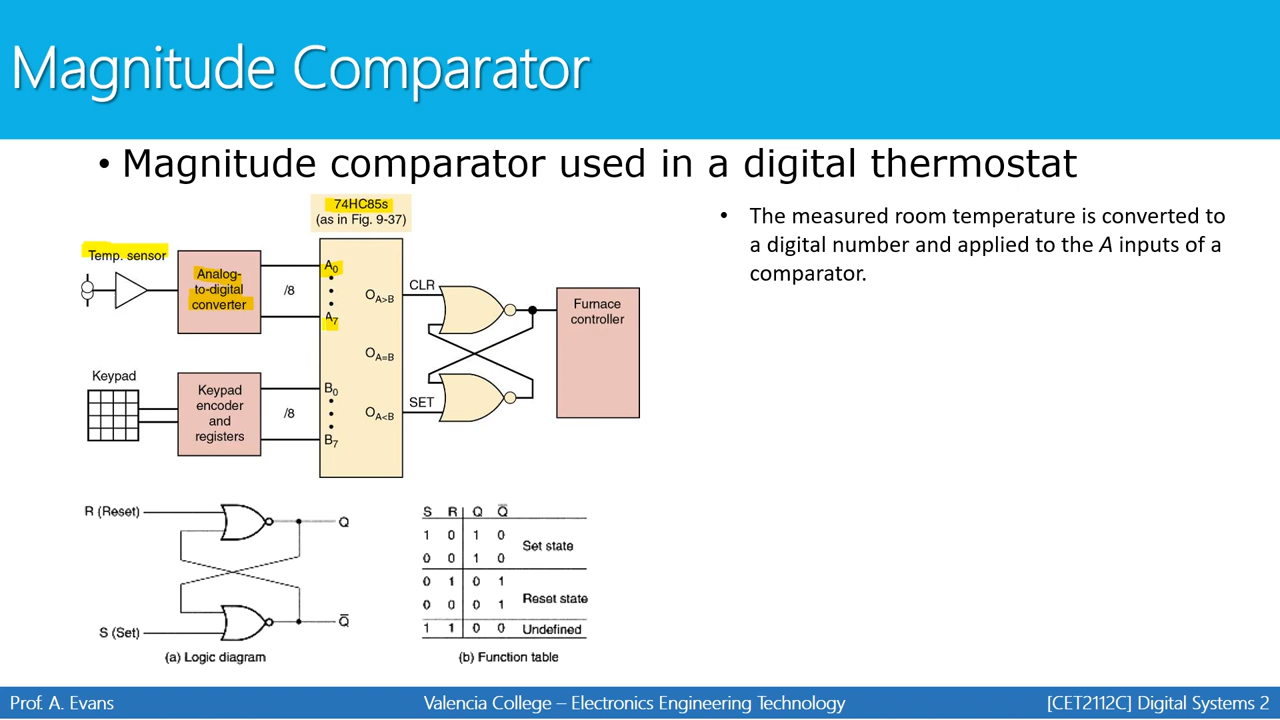 Magnitude Comparator
• Magnitude comparator used in a digital thermostat
• The measured room temperature is converted to
a digital number and applied to the A inputs of a
comparator.
74HC85s
(as in Fig. 9-37)
Temp. sensor
Analog-
to-digital
converter
/8
A0
A7
OA>B
CLR
Furnace
controller
OA=B
Keypad
Keypad
encoder
and
registers
/8
B0
B7
OA<B
SET
R (Reset)
Q
S (Set)
Q̅
(a) Logic diagram
S R Q Q̅
1 0 1 0
0 0 1 0
Set state
0 1 0 1
0 0 0 1
Reset state
1 1 0 0 Undefined
(b) Function table
Prof. A. Evans
Valencia College – Electronics Engineering Technology
[CET2112C] Digital Systems 2